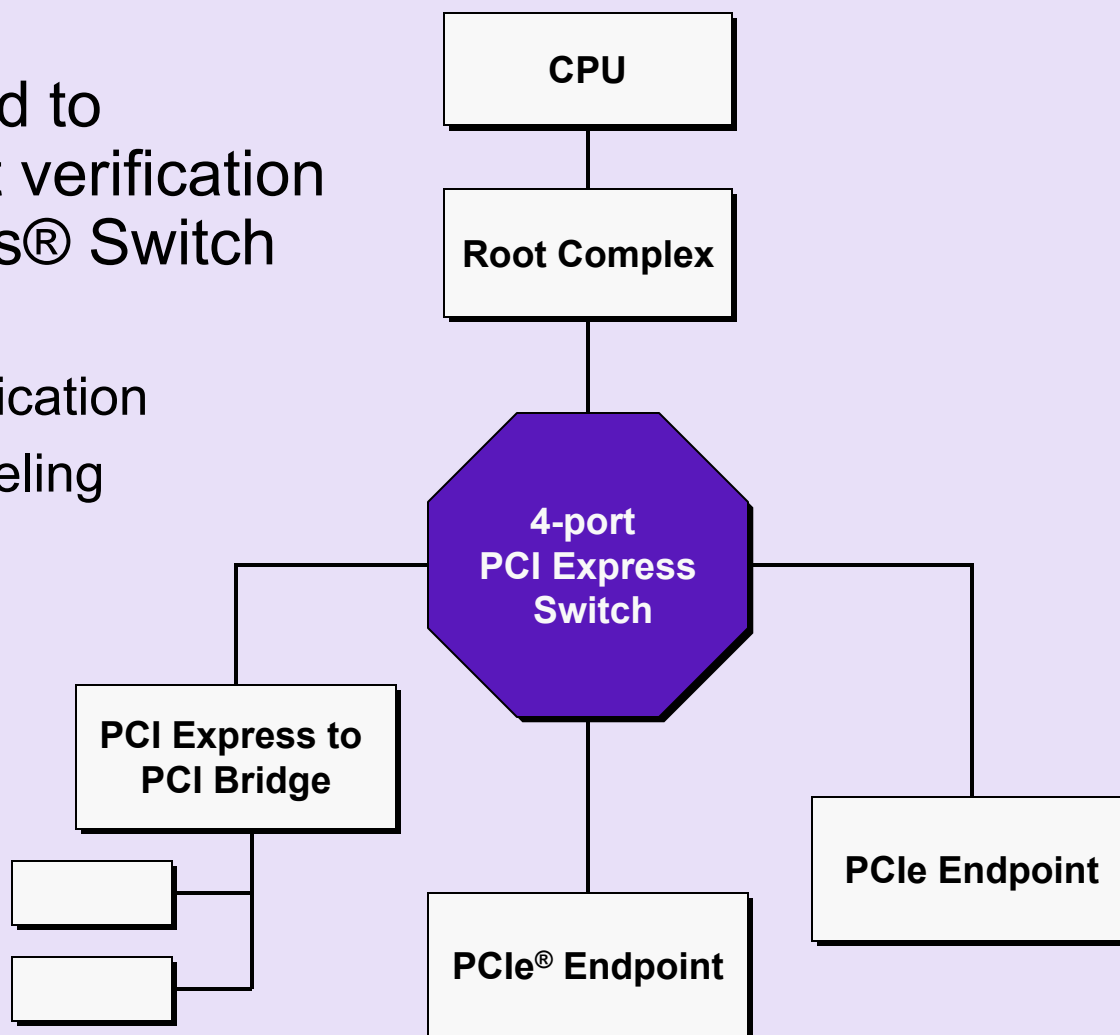 d to
verification
s® Switch
ication
eling
CPU
Root Complex
4-port
PCI Express
Switch
PCI Express to
PCI Bridge
PCIe® Endpoint
PCIe Endpoint